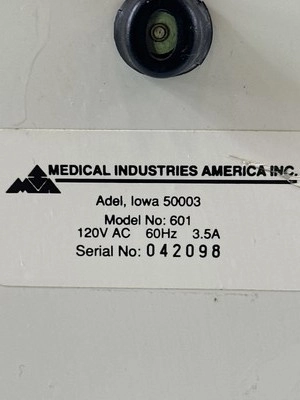 MEDICAL INDUSTRIES AMERICA INC.
Adel, Iowa 50003
Model No: 601
120V AC 60Hz 3.5A
Serial No: 042098